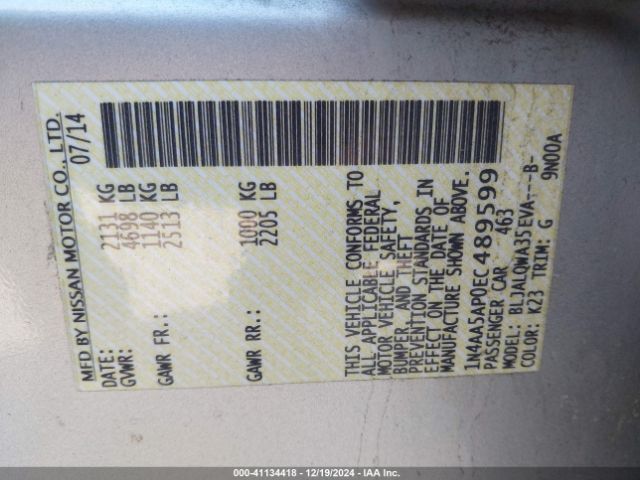 MFD BY NISSAN MOTOR CO., LTD.
DATE: 07/14
GVWR: 2131 KG
4698 LB
GAWR FR.: 1140 KG
2513 LB
GAWR RR.: 1000 KG
2205 LB
THIS VEHICLE CONFORMS TO
ALL APPLICABLE FEDERAL
MOTOR VEHICLE SAFETY,
BUMPER, AND THEFT
PREVENTION STANDARDS IN
EFFECT ON THE DATE OF
MANUFACTURE SHOWN ABOVE.
1N4AA5AP0EC489599
PASSENGER CAR 463
MODEL: BLJALQWA35EVA---B-
COLOR: K23 TRIM: G 9N00A
000-41134418 - 12/19/2024 - IAA Inc.